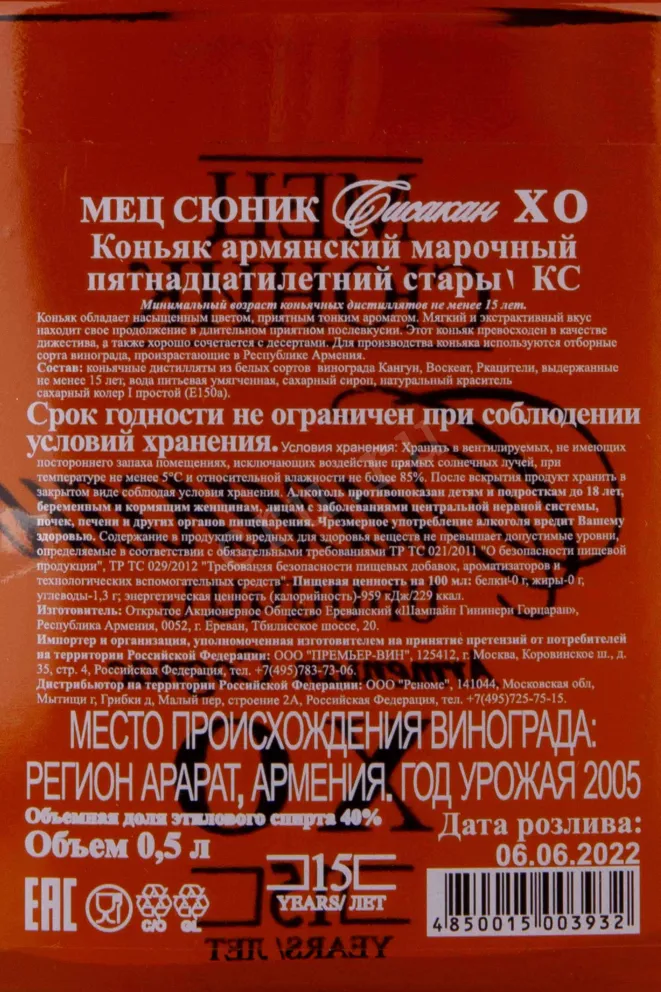 МЕЦ СЮНИК Сисакан ХО
Коньяк армянский марочный
пятнадцатилетний стары КС
Минимальный возраст коньячных дистиллятов не менее 15 лет.
Коньяк обладает насыщенным цветом, приятным тонким ароматом. Мягкий и экстрактивный вкус
находит свое продолжение в длительном приятном послевкусии. Этот коньяк превосходен в качестве
дижестива, а также хорошо сочетается с десертами. Для производства коньяка используются отборные
сорта винограда, произрастающие в Республике Армения.
Состав: коньячные дистилляты из белых сортов винограда Кангун, Воскеат, Ркацители, выдержанные
не менее 15 лет, вода питьевая умягченная, сахарный сироп, натуральный краситель
сахарный колер I простой (Е150а).
Срок годности не ограничен при соблюдении
условий хранения. Условия хранения: Хранить в вентилируемых, не имеющих
постороннего запаха помещениях, исключающих воздействие прямых солнечных лучей, при
температуре не менее 5°С и относительной влажности не более 85%. После вскрытия продукт хранить в
закрытом виде соблюдая условия хранения. Алкоголь противопоказан детям и подросткам до 18 лет,
беременным и кормящим женщинам, лицам с заболеваниями центральной нервной системы,
почек, печени и других органов пищеварения. Чрезмерное употребление алкоголя вредит Вашему
здоровью. Содержание в продукции вредных для здоровья веществ не превышает допустимые уровни,
определяемые в соответствии с обязательными требованиями ТР ТС 021/2011 "О безопасности пищевой
продукции", ТР ТС 029/2012 "Требования безопасности пищевых добавок, ароматизаторов и
технологических вспомогательных средств" Пищевая ценность на 100 мл: белки-0 г, жиры-0 г,
углеводы-1,3 г; энергетическая ценность (калорийность)-959 кДж/229 ккал.
Изготовитель: Открытое Акционерное Общество Ереванский «Шампайн Гининери Горцаран»,
Республика Армения, 0052, г. Ереван, Тбилисское шоссе, 20.
Импортер и организация, уполномоченная изготовителем на принятие претензий от потребителей
на территории Российской Федерации: ООО "ПРЕМЬЕР-ВИН", 125412, г. Москва, Коровинское ш., д.
35, стр. 4, Российская Федерация, тел. +7(495)783-73-06.
Дистрибьютор на территории Российской Федерации: ООО "Реноме", 141044, Московская обл,
Мытищи г, Грибки д, Малый пер, строение 2А, Российская Федерация, тел. +7(495)725-75-15.
МЕСТО ПРОИСХОЖДЕНИЯ ВИНОГРАДА:
РЕГИОН АРАРАТ, АРМЕНИЯ. ГОД УРОЖАЯ 2005
Объемная доля этилового спирта 40%
Объем 0,5 л
Дата розлива:
06.06.2022
15
YEARS/ ЛЕТ
EAC
4850015003932